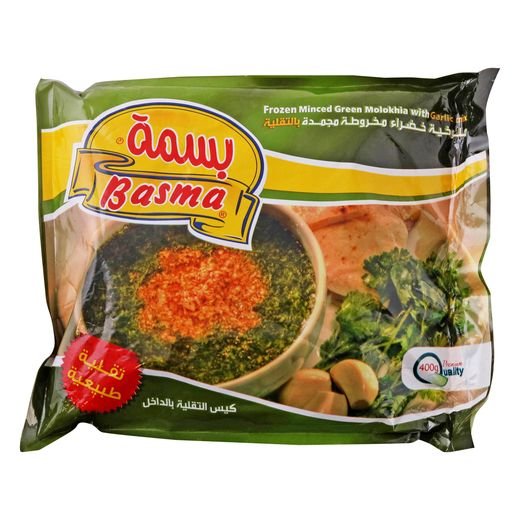 Frozen Minced Green Molokhia with Garlic Mix
ملوخية خضراء مخروطة مجمدة بالتقلية
بسمة
Basma
تقلية
طبيعية
400g
Premium
Quality
كيس التقلية بالداخل